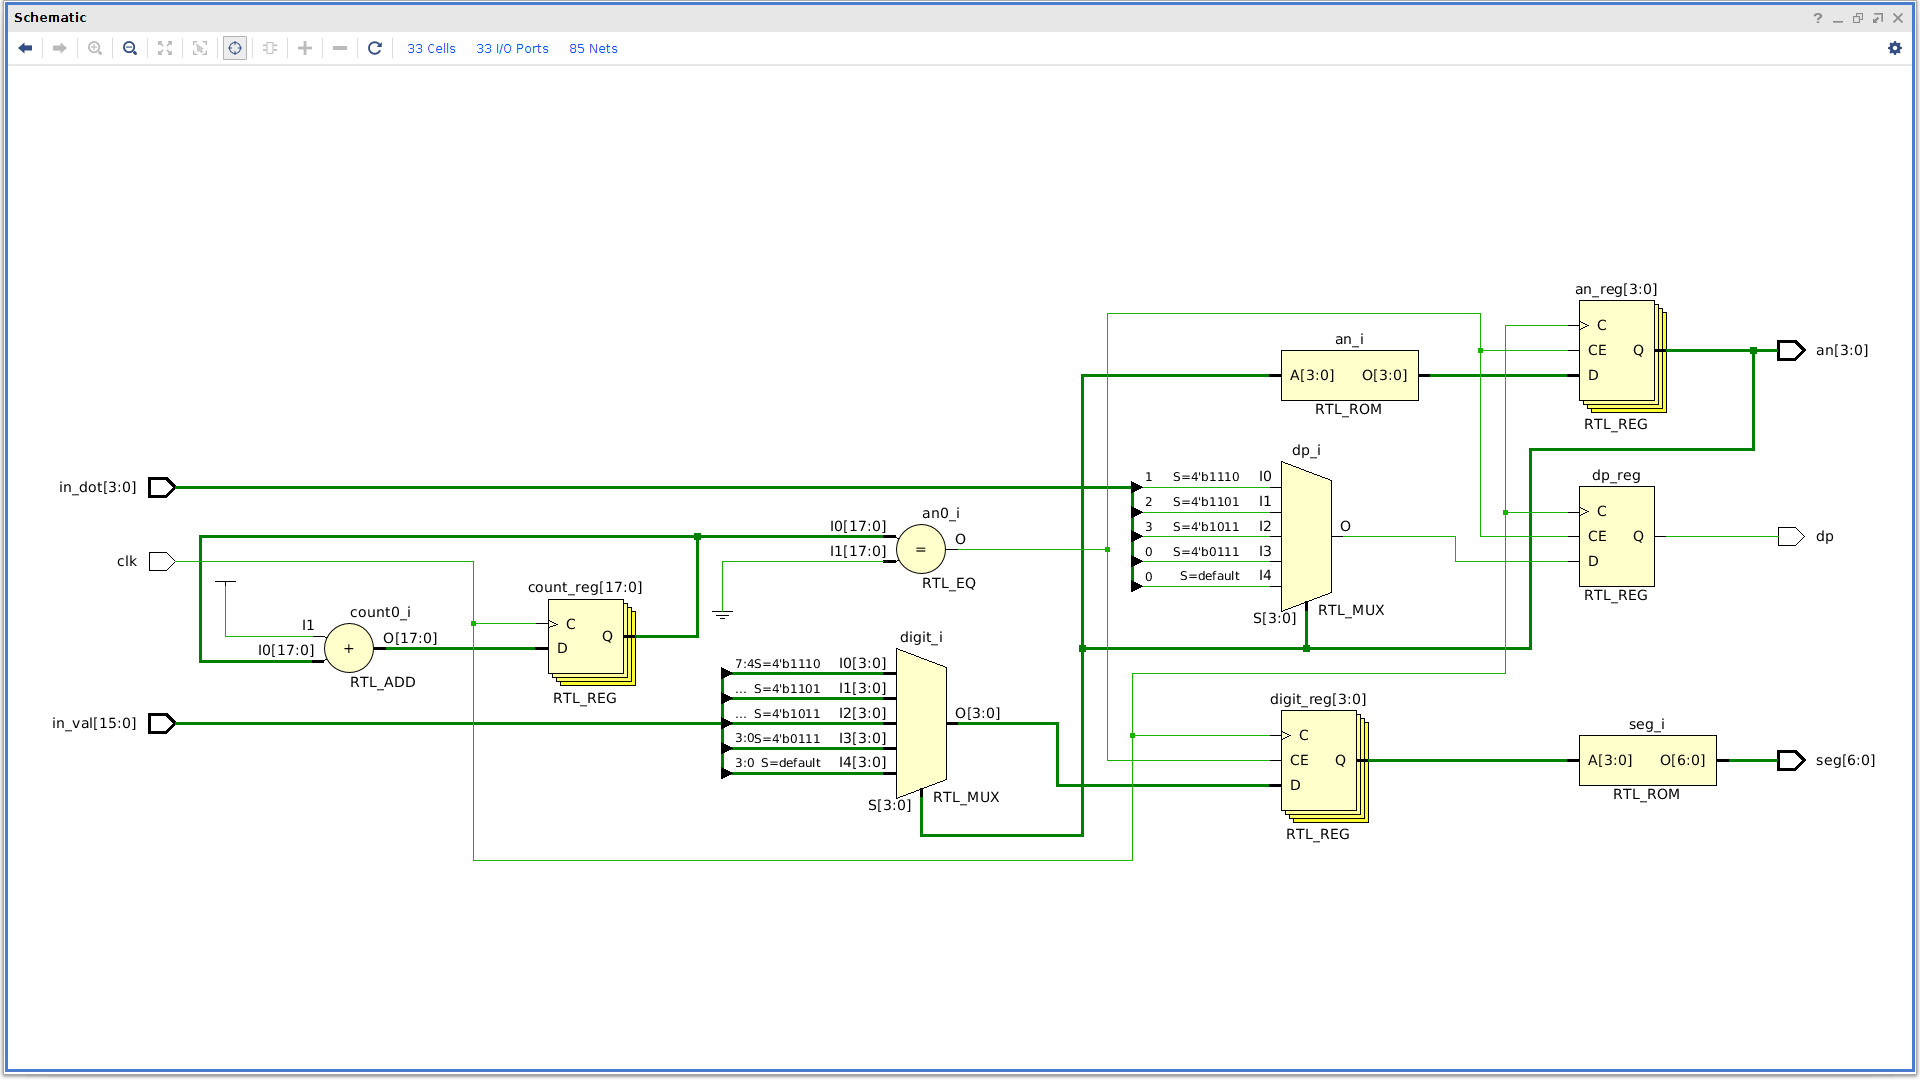 Schematic
33 Cells 33 I/O Ports 85 Nets
an_reg[3:0]
C
CE Q
D
RTL_REG
an[3:0]
an_i
A[3:0] O[3:0]
RTL_ROM
dp_i
1 S=4'b1110 I0
2 S=4'b1101 I1
3 S=4'b1011 I2
0 S=4'b0111 I3
0 S=default I4
O
S[3:0]
RTL_MUX
dp_reg
C
CE Q
D
RTL_REG
dp
in_dot[3:0]
clk
an0_i
I0[17:0]
I1[17:0]
=
O
RTL_EQ
count_reg[17:0]
C
Q
D
RTL_REG
count0_i
I1
I0[17:0]
+
O[17:0]
RTL_ADD
in_val[15:0]
digit_i
7:4 S=4'b1110 I0[3:0]
... S=4'b1101 I1[3:0]
... S=4'b1011 I2[3:0]
3:0 S=4'b0111 I3[3:0]
3:0 S=default I4[3:0]
O[3:0]
S[3:0]
RTL_MUX
digit_reg[3:0]
C
CE Q
D
RTL_REG
seg_i
A[3:0] O[6:0]
RTL_ROM
seg[6:0]